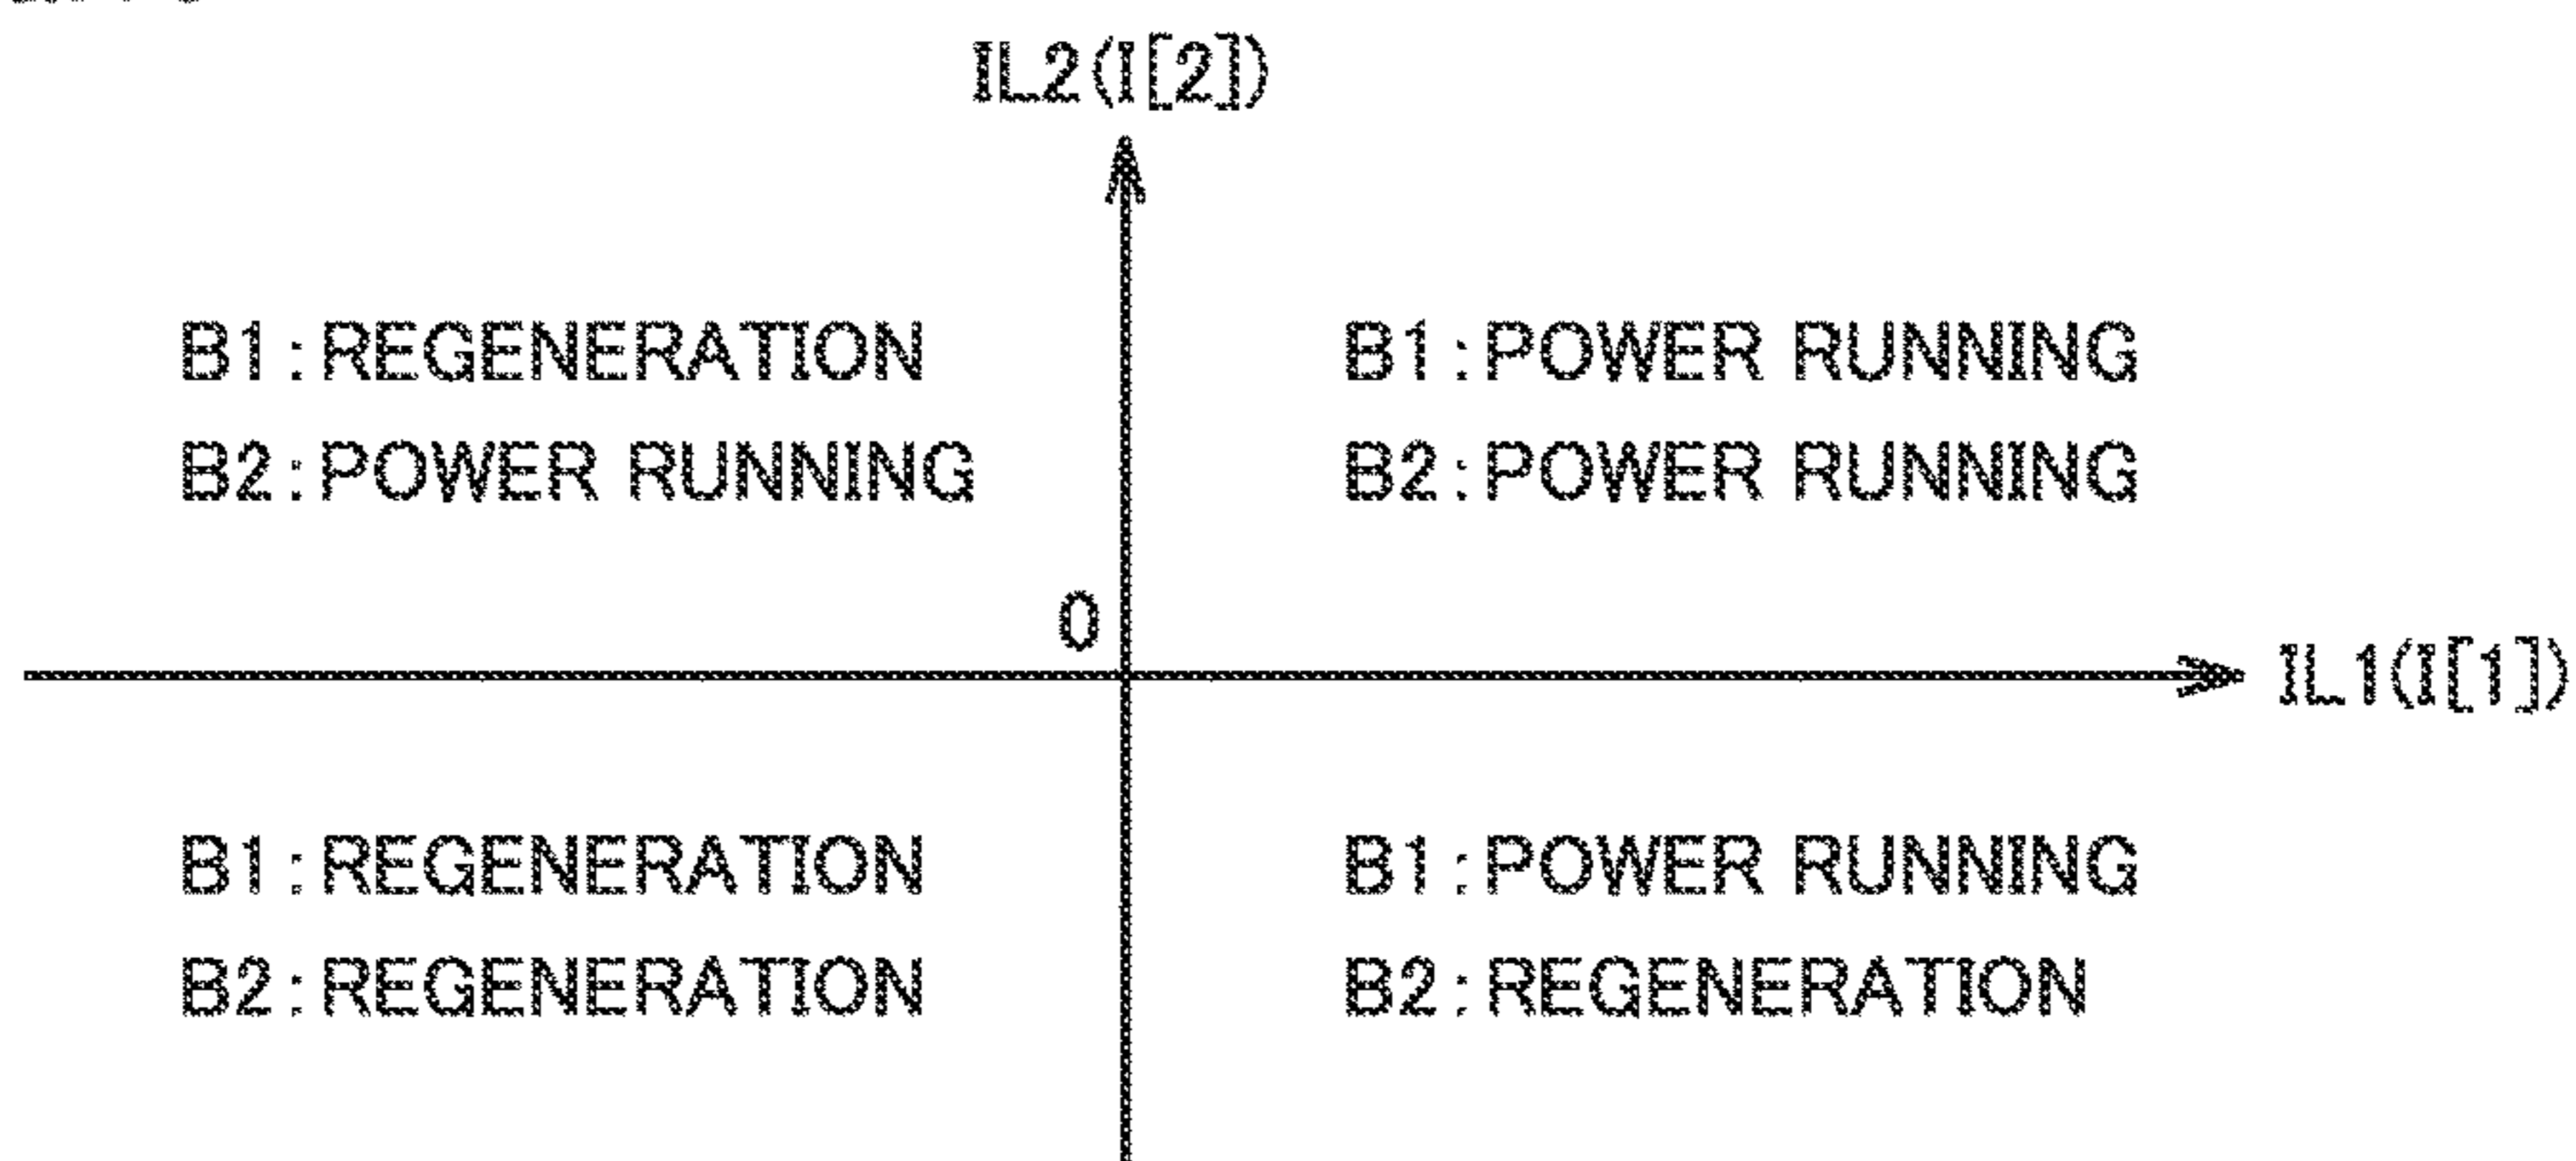 IL2(I[2])
B1:REGENERATION
B2:POWER RUNNING
B1:POWER RUNNING
B2:POWER RUNNING
0
IL1(I[1])
B1:REGENERATION
B2:REGENERATION
B1:POWER RUNNING
B2:REGENERATION